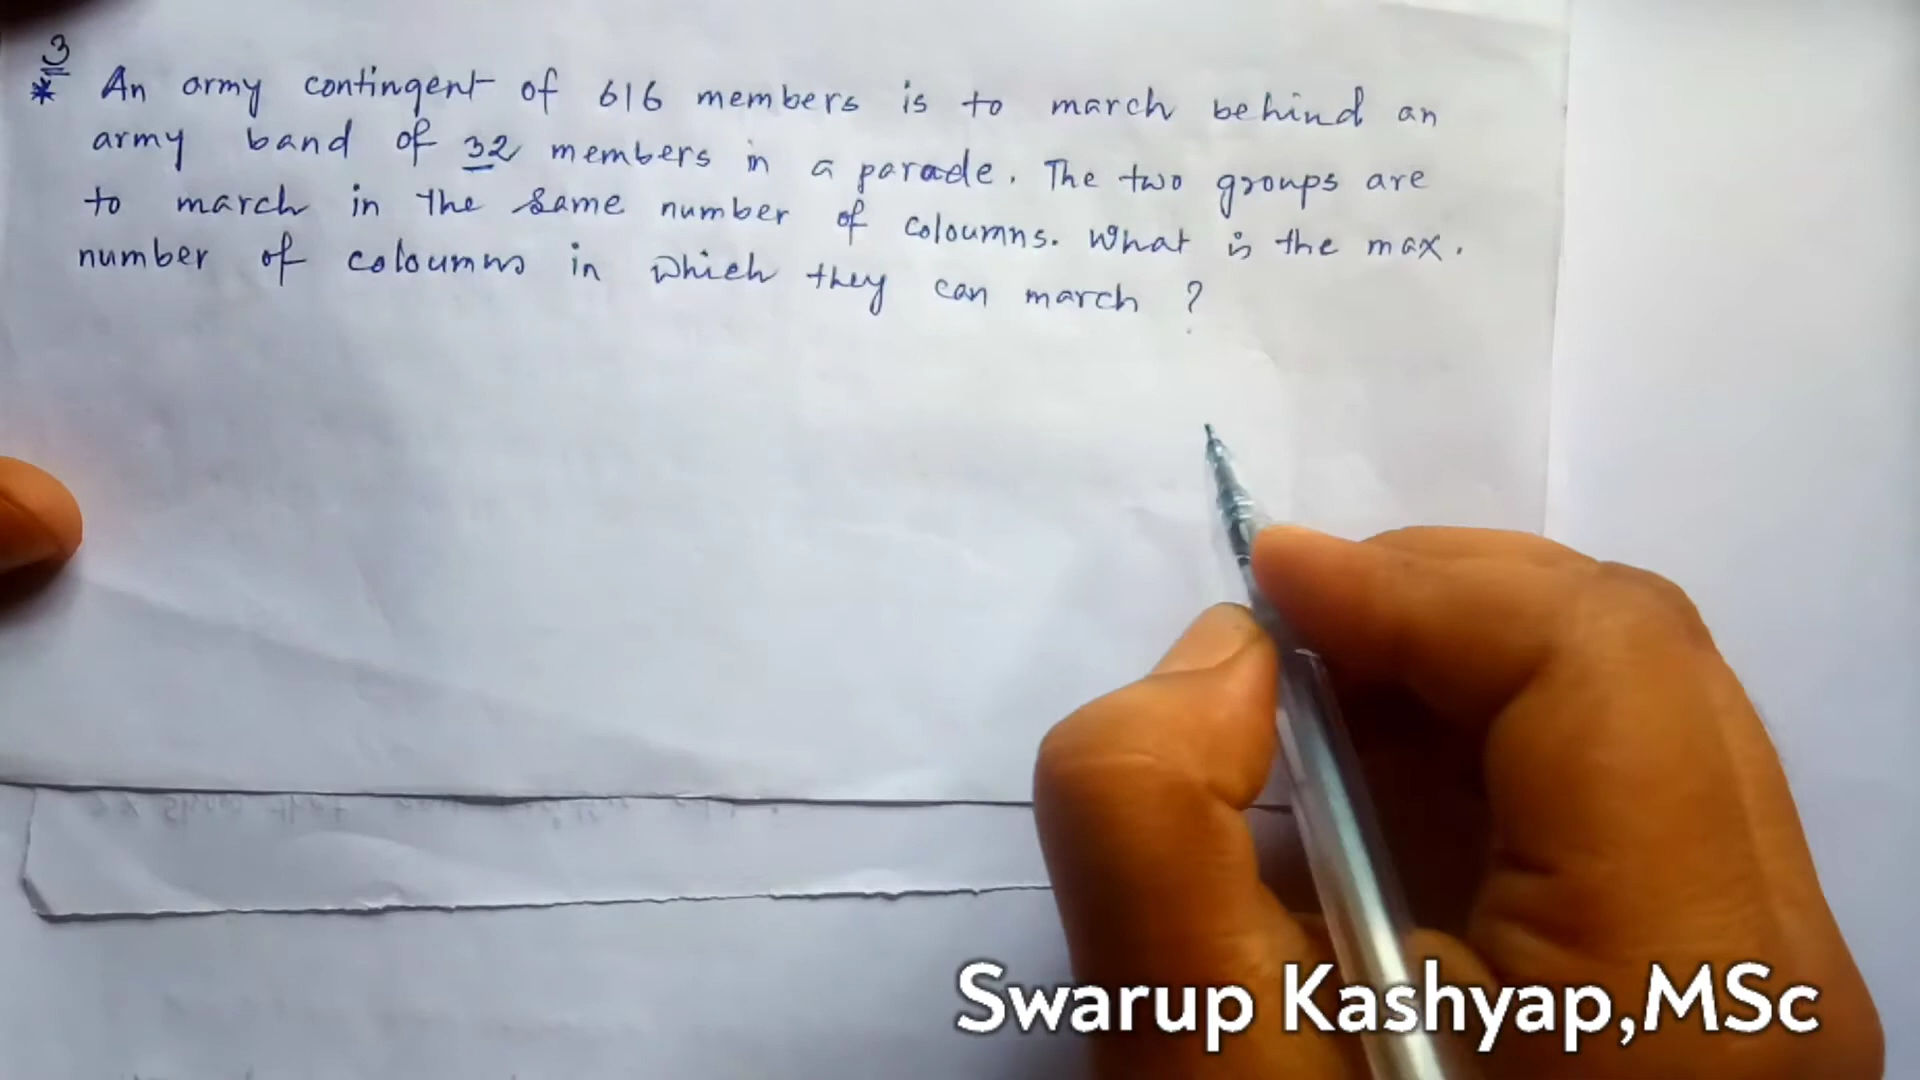 3
* An army contingent of 616 members is to march behind an
army band of 32 members in a parade. The two groups are
to march in the same number of coloumns. What is the max.
number of coloumns in which they can march ?
Show that
Swarup Kashyap,MSc